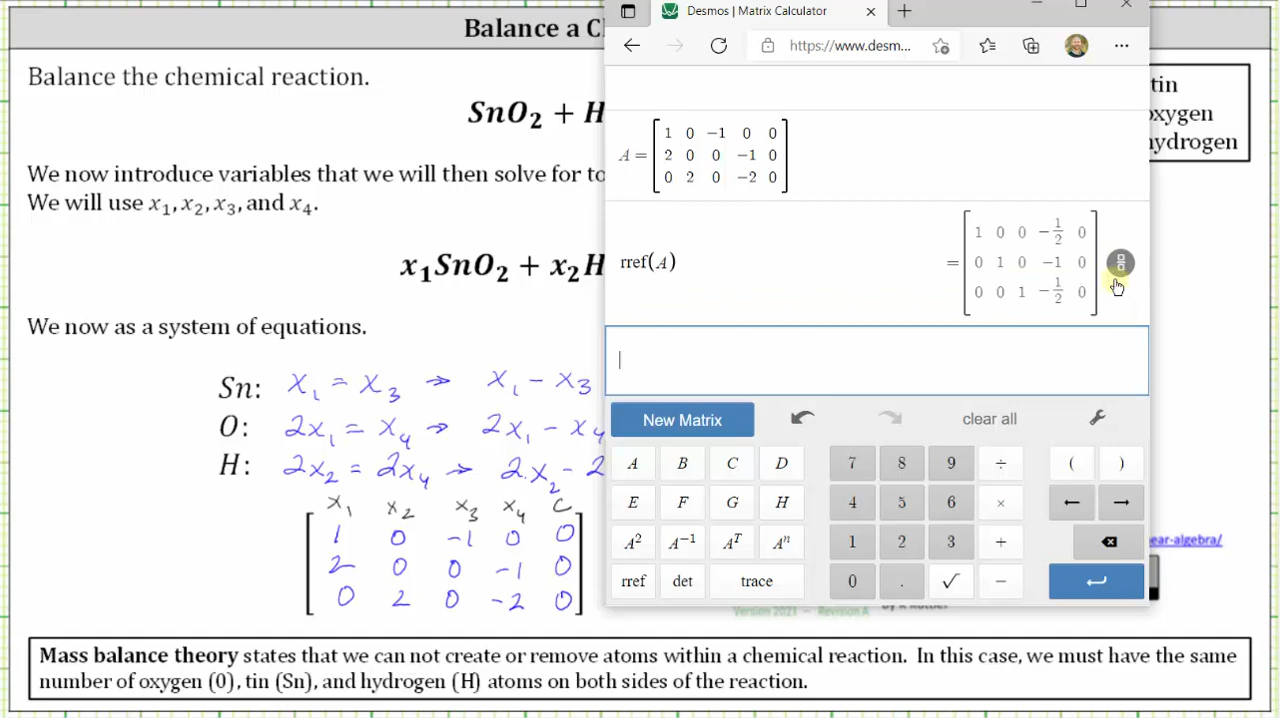 Balance a C
Balance the chemical reaction.
SnO₂ + H
We now introduce variables that we will then solve for to
We will use x₁, x₂, x₃, and x₄.
x₁SnO₂ + x₂H
We now as a system of equations.
Sn: x₁ = x₃ → x₁ − x₃
O: 2x₁ = x₄ → 2x₁ − x₄
H: 2x₂ = 2x₄ → 2x₂ − 2
x₁ x₂ x₃ x₄ C
1 0 −1 0 0
2 0 0 −1 0
0 2 0 −2 0
tin
oxygen
hydrogen
Desmos | Matrix Calculator
https://www.desm...
A =
1 0 −1 0 0
2 0 0 −1 0
0 2 0 −2 0
rref(A)
=
1 0 0 −1/2 0
0 1 0 −1 0
0 0 1 −1/2 0
New Matrix clear all
A B C D 7 8 9 ÷ ( )
E F G H 4 5 6 × ← →
A² A⁻¹ Aᵀ Aⁿ 1 2 3 +
rref det trace 0 . √ −
ear-algebra/
Version 2021 – Revision A
Mass balance theory states that we can not create or remove atoms within a chemical reaction. In this case, we must have the same
number of oxygen (0), tin (Sn), and hydrogen (H) atoms on both sides of the reaction.